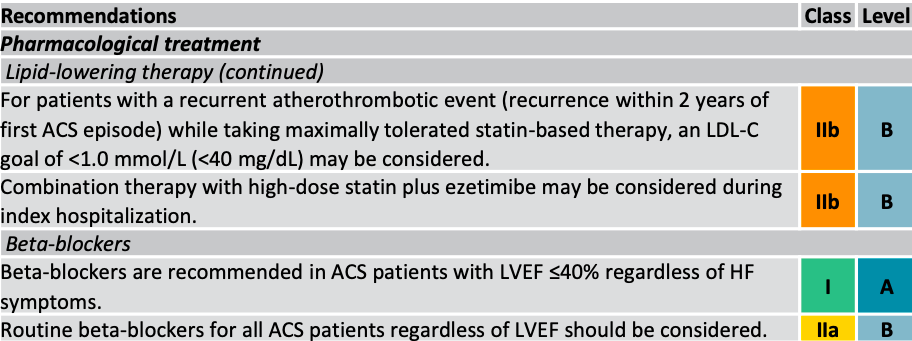 Recommendations Class Level
Pharmacological treatment
Lipid-lowering therapy (continued)
For patients with a recurrent atherothrombotic event (recurrence within 2 years of
first ACS episode) while taking maximally tolerated statin-based therapy, an LDL-C
goal of <1.0 mmol/L (<40 mg/dL) may be considered.
IIb B
Combination therapy with high-dose statin plus ezetimibe may be considered during
index hospitalization.
IIb B
Beta-blockers
Beta-blockers are recommended in ACS patients with LVEF ≤40% regardless of HF
symptoms.
I A
Routine beta-blockers for all ACS patients regardless of LVEF should be considered. IIa B